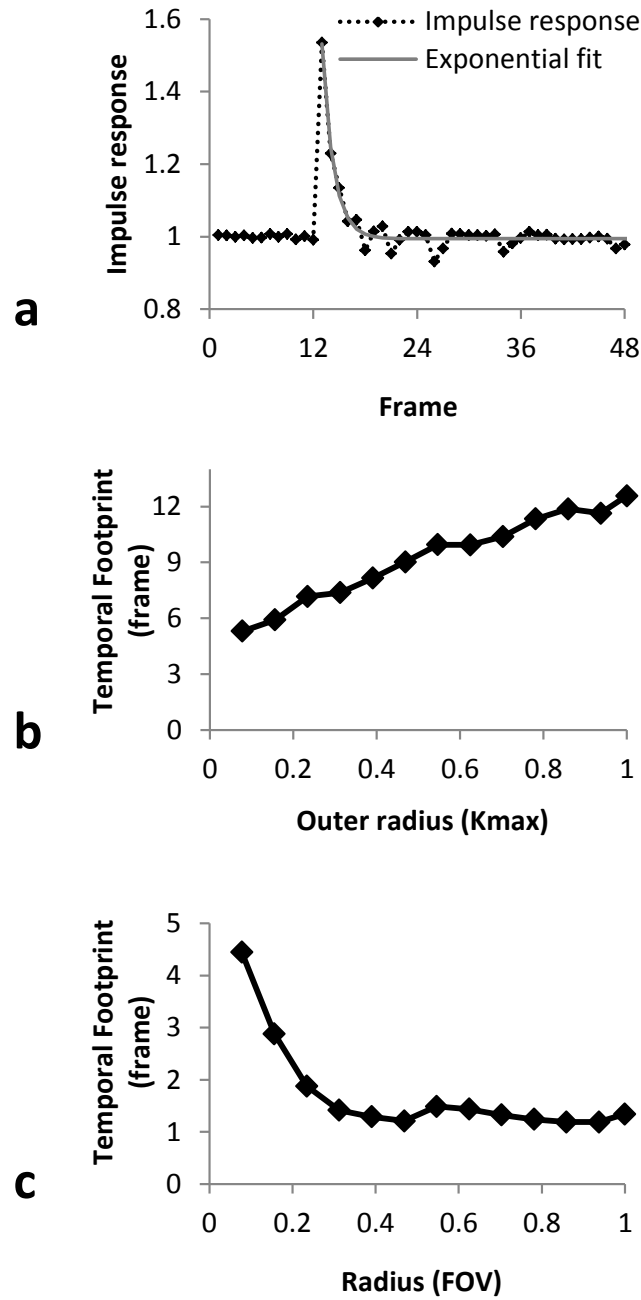 Impulse response
Exponential fit
1.6
1.4
1.2
1
0.8
Impulse response
0 12 24 36 48
Frame
a
12
9
6
3
0
Temporal Footprint
(frame)
0 0.2 0.4 0.6 0.8 1
Outer radius (Kmax)
b
5
4
3
2
1
0
Temporal Footprint
(frame)
0 0.2 0.4 0.6 0.8 1
Radius (FOV)
c